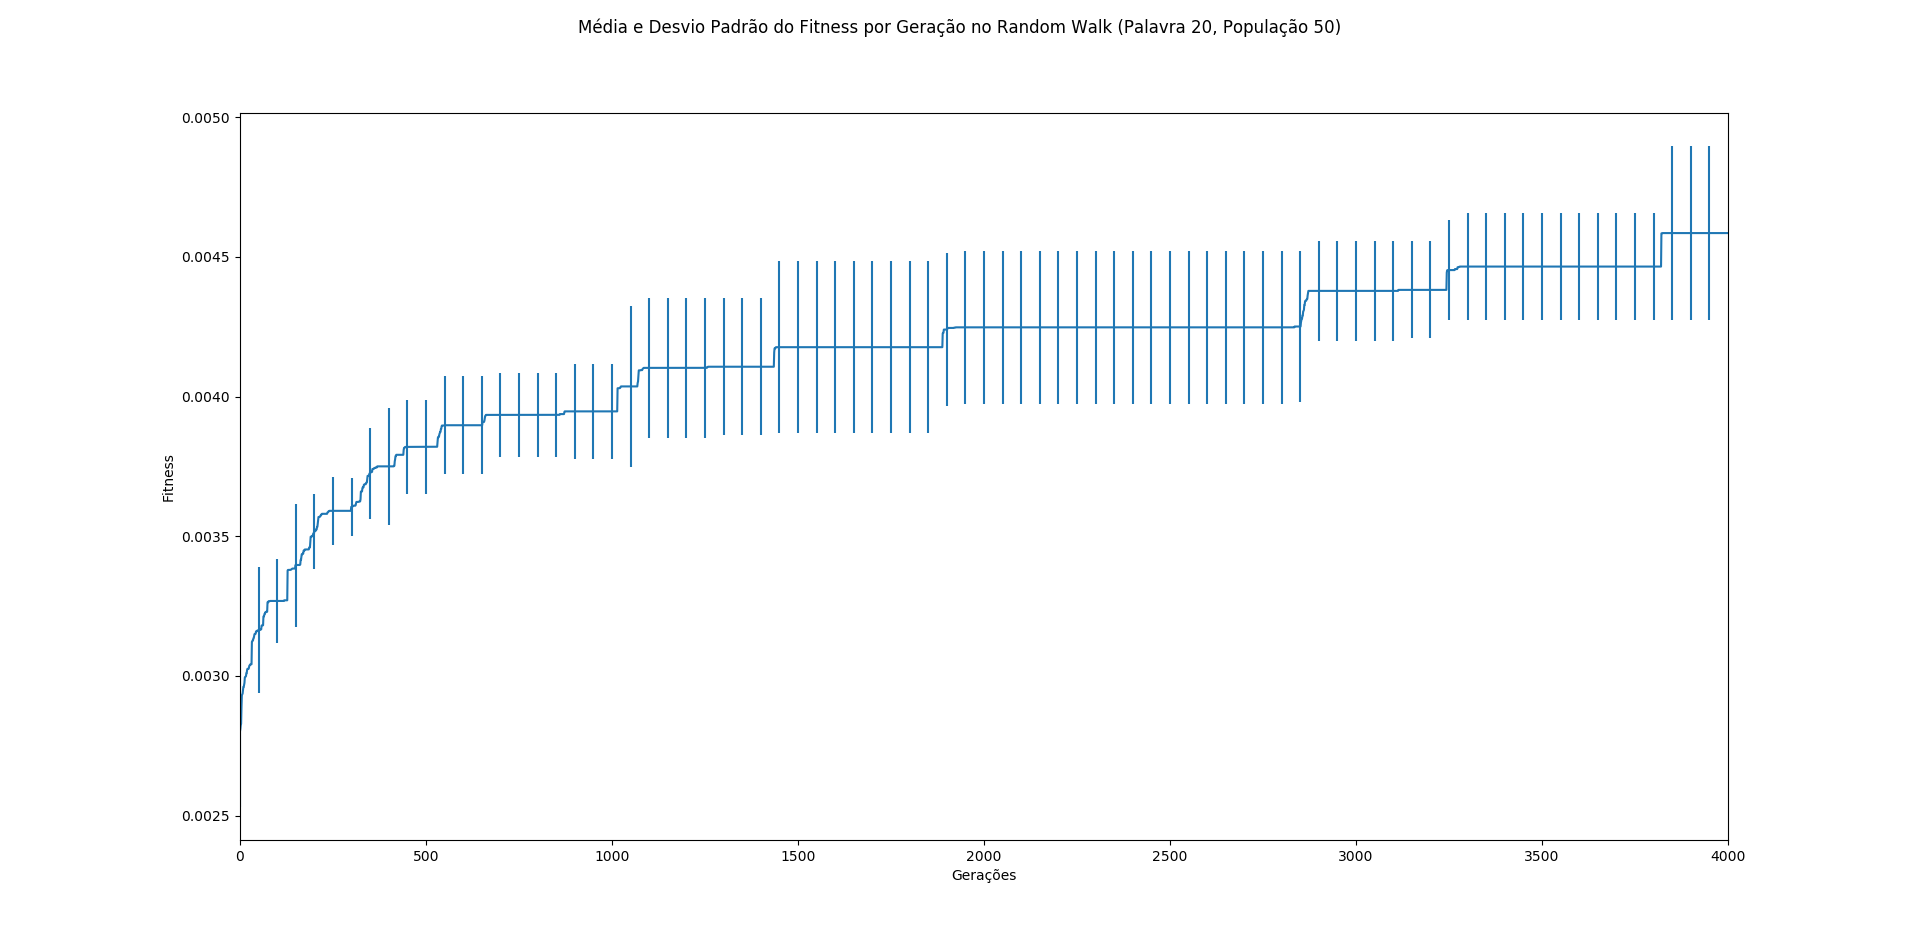 Média e Desvio Padrão do Fitness por Geração no Random Walk (Palavra 20, População 50)
0.0050
0.0045
0.0040
0.0035
0.0030
0.0025
Fitness
0 500 1000 1500 2000 2500 3000 3500 4000
Gerações